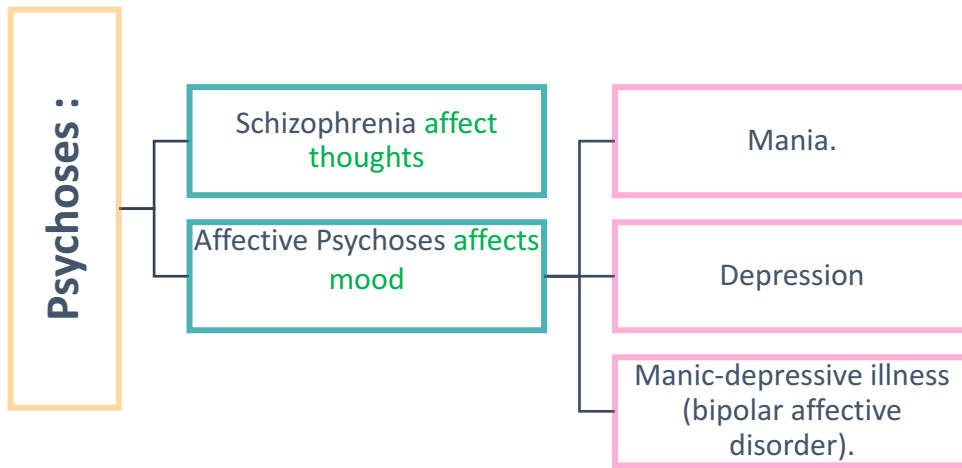 Psychoses :
Schizophrenia affect
thoughts
Affective Psychoses affects
mood
Mania.
Depression
Manic-depressive illness
(bipolar affective
disorder).